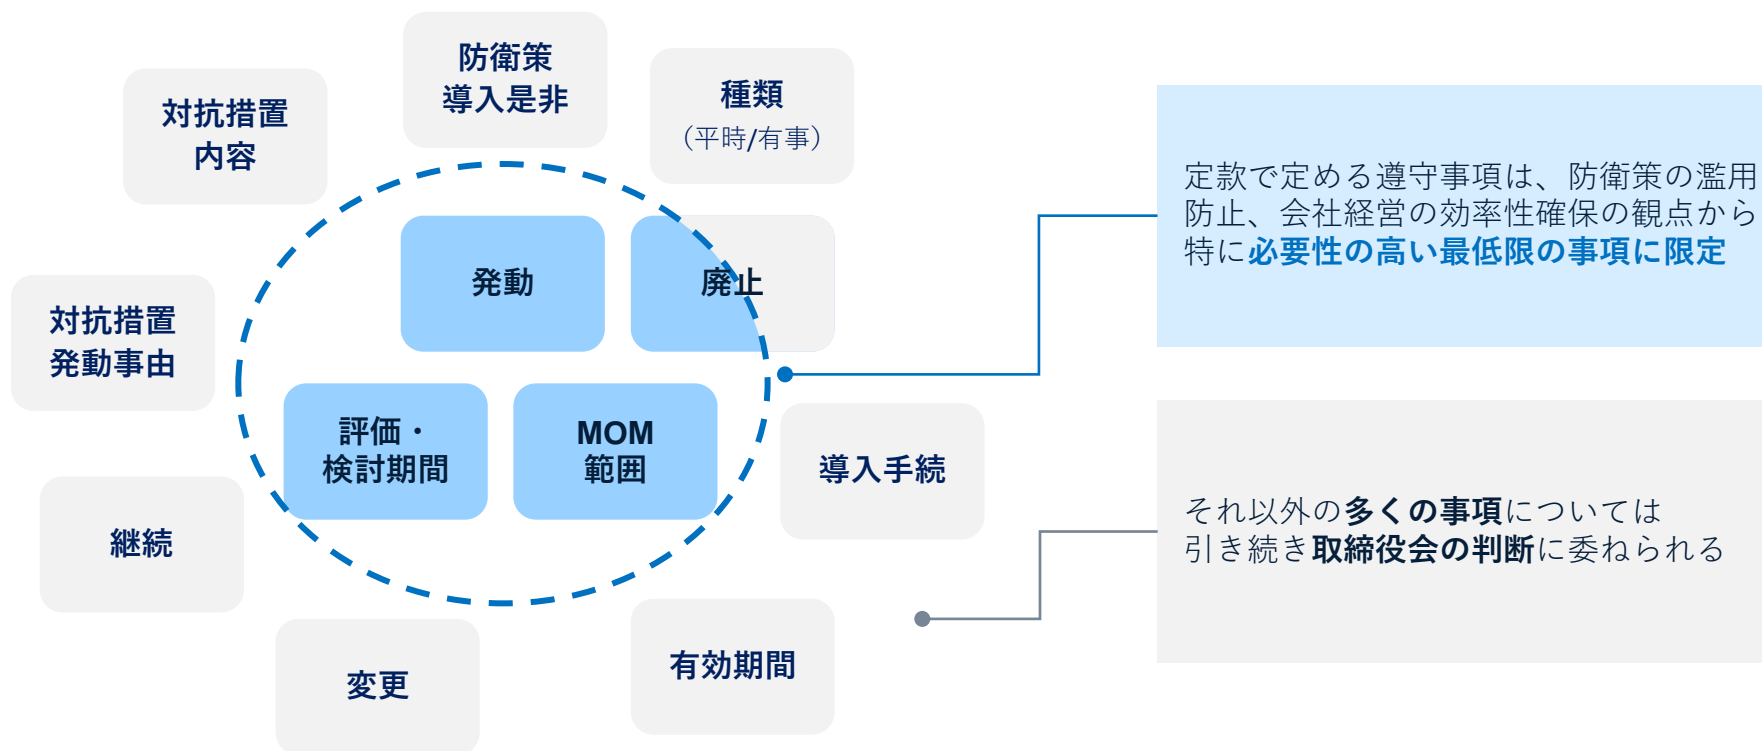 防衛策
導入是非
種類
（平時/有事）
対抗措置
内容
発動
廃止
対抗措置
発動事由
評価・
検討期間
MOM
範囲
導入手続
継続
変更
有効期間
定款で定める遵守事項は、防衛策の濫用
防止、会社経営の効率性確保の観点から
特に必要性の高い最低限の事項に限定
それ以外の多くの事項については
引き続き取締役会の判断に委ねられる